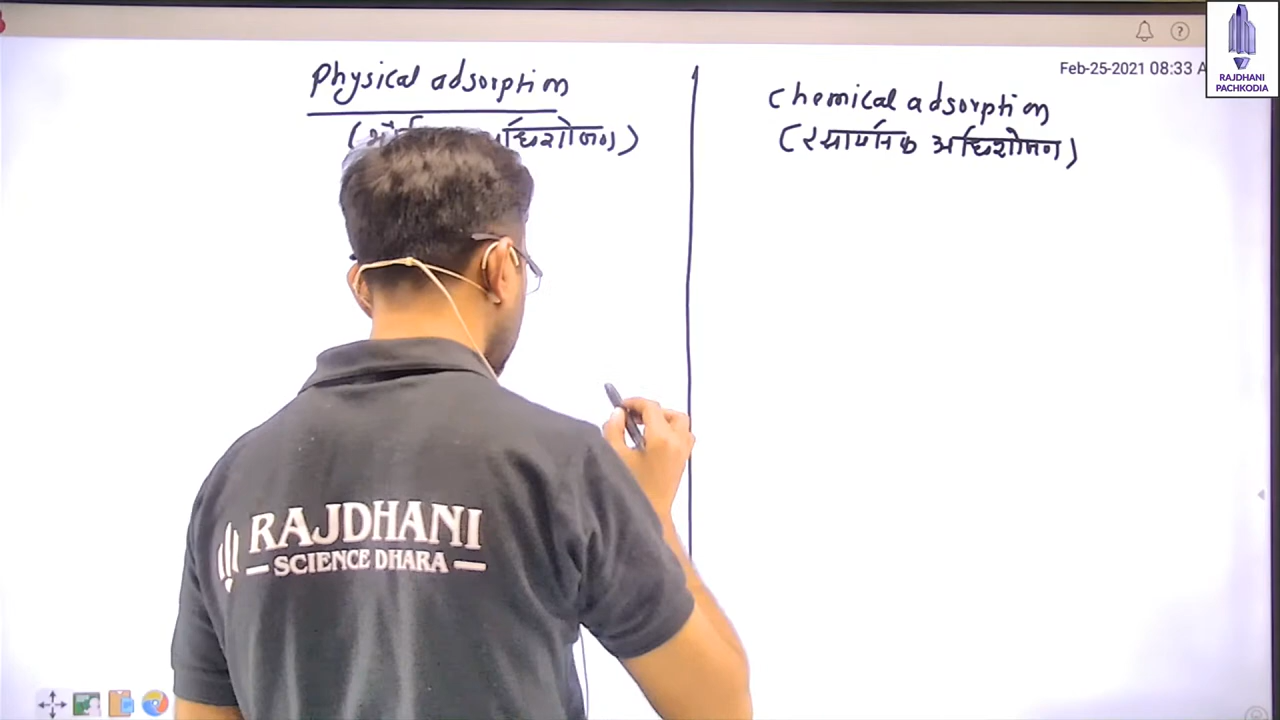 RAJDHANI
PACHKODIA
Feb-25-2021 08:33 A
Physical adsorption
अधिशोषण)
Chemical adsorption
(रसायनिक अधिशोषण)
RAJDHANI
SCIENCE DHARA